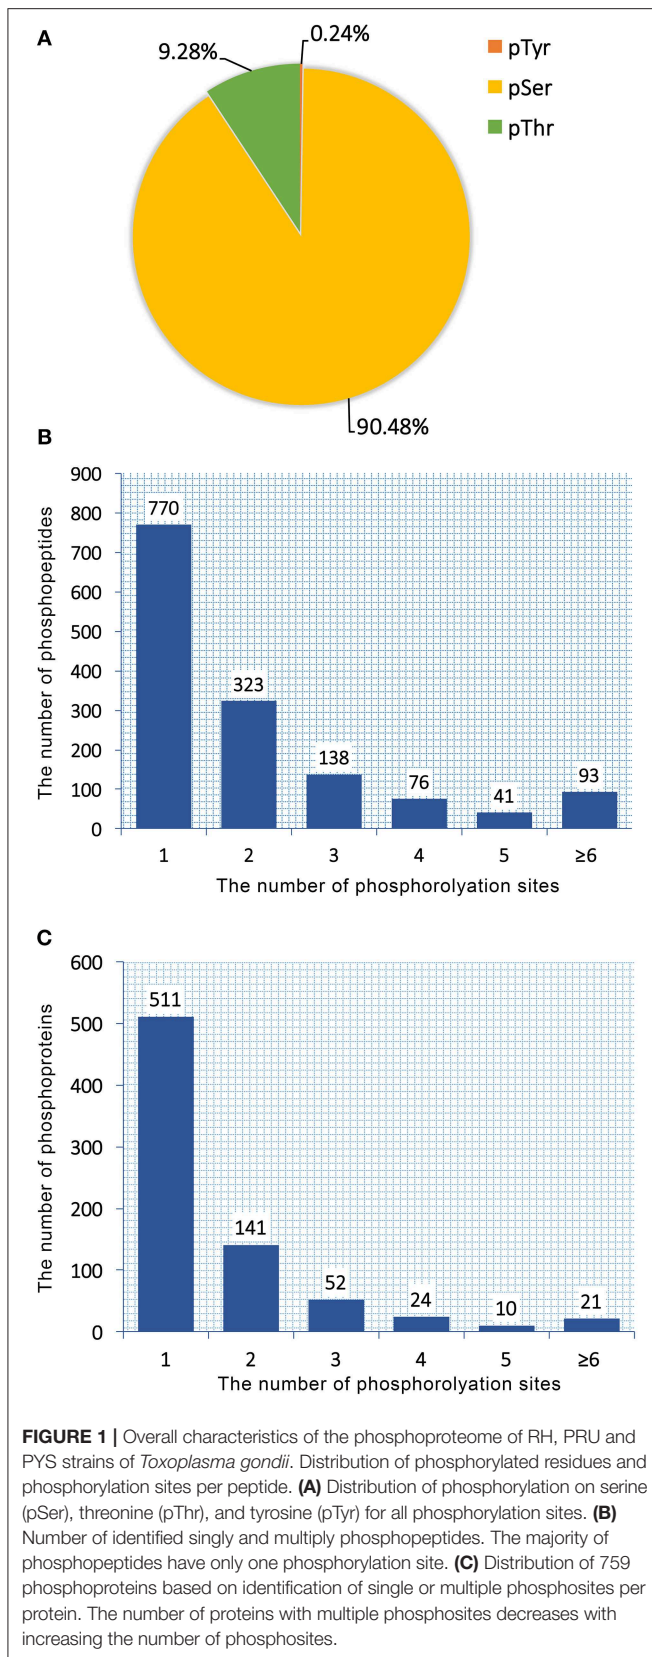 A
9.28%
0.24%
pTyr
pSer
pThr
90.48%
B
The number of phosphopeptides
900
800
700
600
500
400
300
200
100
0
770
323
138
76
41
93
1 2 3 4 5 ≥6
The number of phosphorolyation sites
C
The number of phosphoproteins
600
500
400
300
200
100
0
511
141
52
24
10
21
1 2 3 4 5 ≥6
The number of phosphorolyation sites
FIGURE 1 | Overall characteristics of the phosphoproteome of RH, PRU and
PYS strains of Toxoplasma gondii. Distribution of phosphorylated residues and
phosphorylation sites per peptide. (A) Distribution of phosphorylation on serine
(pSer), threonine (pThr), and tyrosine (pTyr) for all phosphorylation sites. (B)
Number of identified singly and multiply phosphopeptides. The majority of
phosphopeptides have only one phosphorylation site. (C) Distribution of 759
phosphoproteins based on identification of single or multiple phosphosites per
protein. The number of proteins with multiple phosphosites decreases with
increasing the number of phosphosites.